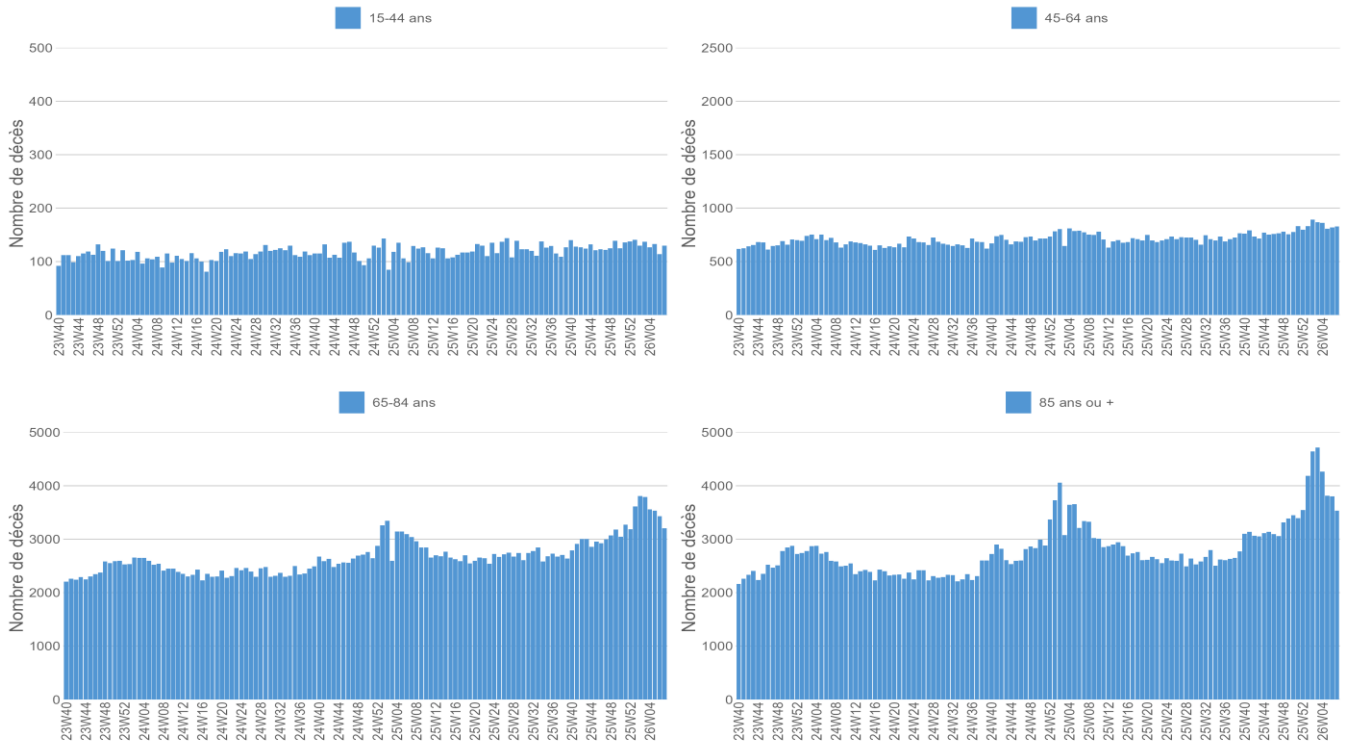 15-44 ans
Nombre de décès
500
400
300
200
100
0
23W40 23W44 23W48 23W52 24W04 24W08 24W12 24W16 24W20 24W24 24W28 24W32 24W36 24W40 24W44 24W48 24W52 25W04 25W08 25W12 25W16 25W20 25W24 25W28 25W32 25W36 25W40 25W44 25W48 25W52 26W04
45-64 ans
Nombre de décès
2500
2000
1500
1000
500
0
23W40 23W44 23W48 23W52 24W04 24W08 24W12 24W16 24W20 24W24 24W28 24W32 24W36 24W40 24W44 24W48 24W52 25W04 25W08 25W12 25W16 25W20 25W24 25W28 25W32 25W36 25W40 25W44 25W48 25W52 26W04
65-84 ans
Nombre de décès
5000
4000
3000
2000
1000
0
23W40 23W44 23W48 23W52 24W04 24W08 24W12 24W16 24W20 24W24 24W28 24W32 24W36 24W40 24W44 24W48 24W52 25W04 25W08 25W12 25W16 25W20 25W24 25W28 25W32 25W36 25W40 25W44 25W48 25W52 26W04
85 ans ou +
Nombre de décès
5000
4000
3000
2000
1000
0
23W40 23W44 23W48 23W52 24W04 24W08 24W12 24W16 24W20 24W24 24W28 24W32 24W36 24W40 24W44 24W48 24W52 25W04 25W08 25W12 25W16 25W20 25W24 25W28 25W32 25W36 25W40 25W44 25W48 25W52 26W04